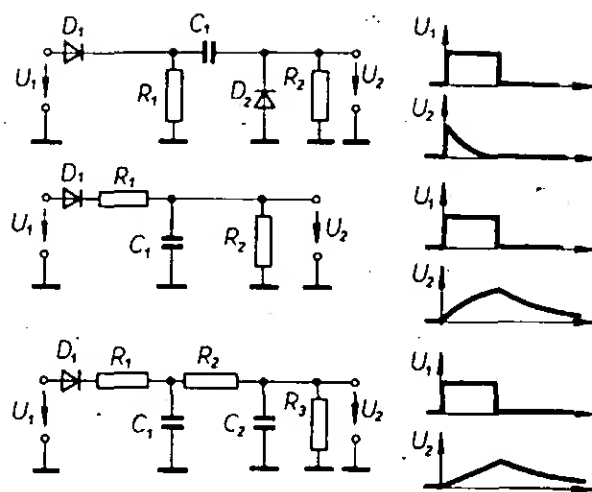 D₁ C₁ U₁
U₁ R₁ D₂ R₂ U₂
U₂
D₁ R₁ U₁
U₁ C₁ R₂ U₂
U₂
D₁ R₁ R₂ U₁
U₁ C₁ C₂ R₃ U₂
U₂